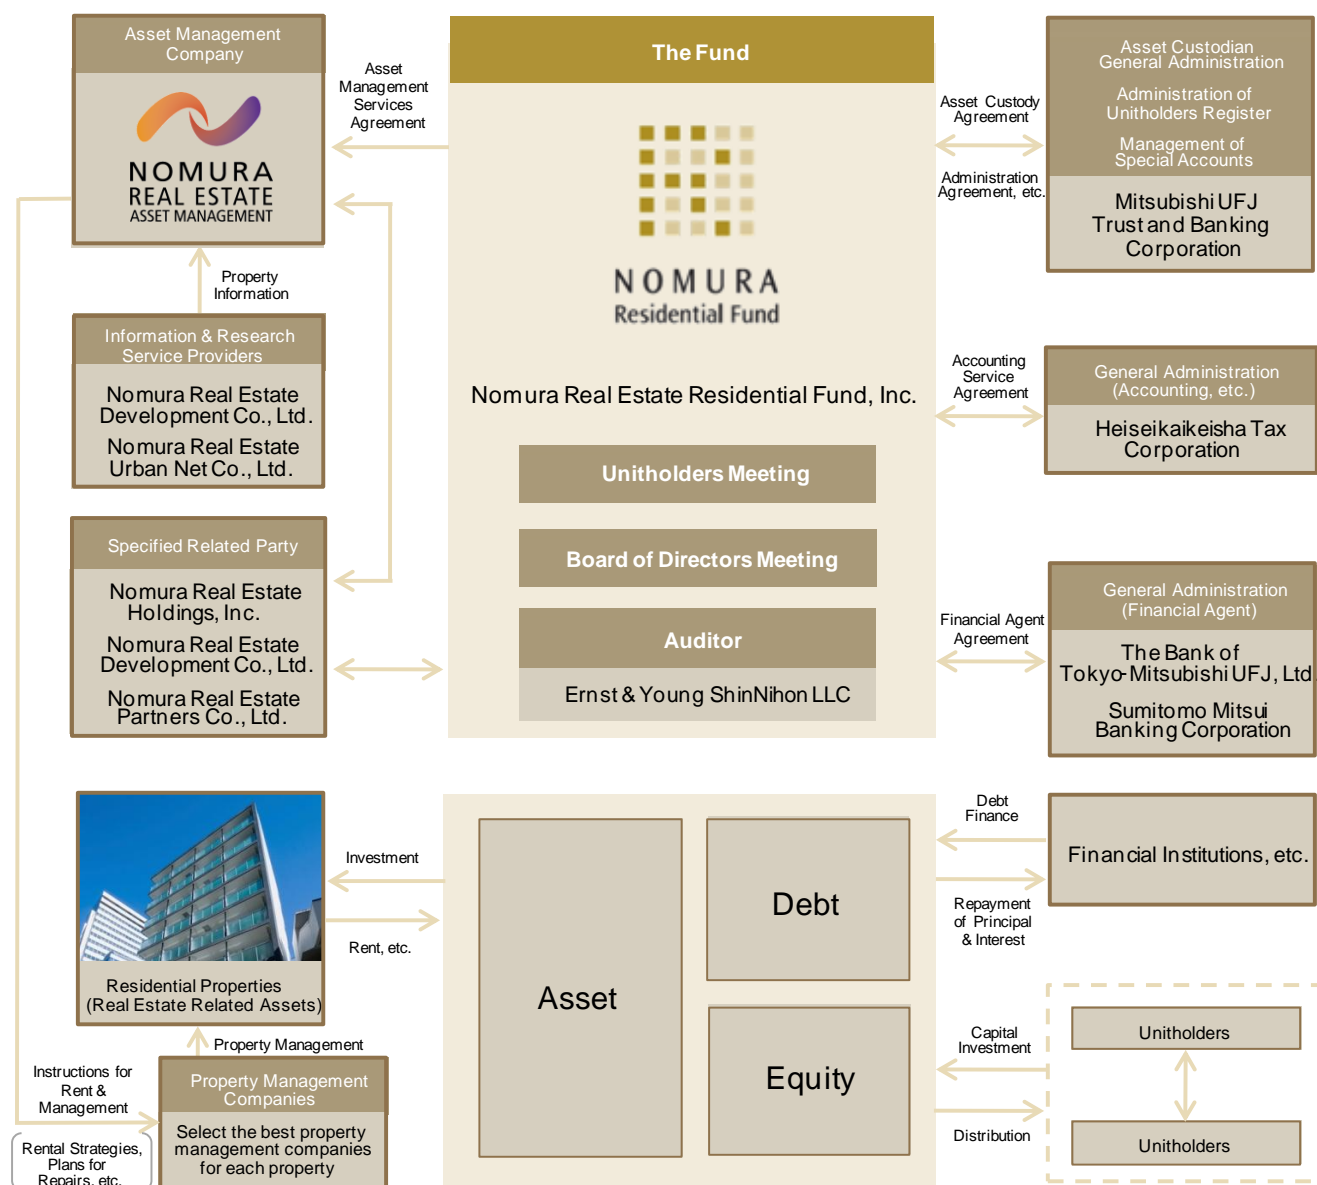 Asset Management
Company
NOMURA
REAL ESTATE
ASSET MANAGEMENT
Asset
Management
Services
Agreement
Property
Information
Information & Research
Service Providers
Nomura Real Estate
Development Co., Ltd.
Nomura Real Estate
Urban Net Co., Ltd.
Specified Related Party
Nomura Real Estate
Holdings, Inc.
Nomura Real Estate
Development Co., Ltd.
Nomura Real Estate
Partners Co., Ltd.
The Fund
NOMURA
Residential Fund
Nomura Real Estate Residential Fund, Inc.
Unitholders Meeting
Board of Directors Meeting
Auditor
Ernst & Young ShinNihon LLC
Asset Custody
Agreement
Administration
Agreement, etc.
Asset Custodian
General Administration
Administration of
Unitholders Register
Management of
Special Accounts
Mitsubishi UFJ
Trust and Banking
Corporation
Accounting
Service
Agreement
General Administration
(Accounting, etc.)
Heiseikaikeisha Tax
Corporation
Financial Agent
Agreement
General Administration
(Financial Agent)
The Bank of
Tokyo-Mitsubishi UFJ, Ltd.
Sumitomo Mitsui
Banking Corporation
Residential Properties
(Real Estate Related Assets)
Investment
Rent, etc.
Property Management
Instructions for
Rent &
Management
Rental Strategies,
Plans for
Repairs, etc.
Property Management
Companies
Select the best property
management companies
for each property
Asset
Debt
Equity
Debt
Finance
Repayment
of Principal
& Interest
Financial Institutions, etc.
Capital
Investment
Distribution
Unitholders
Unitholders